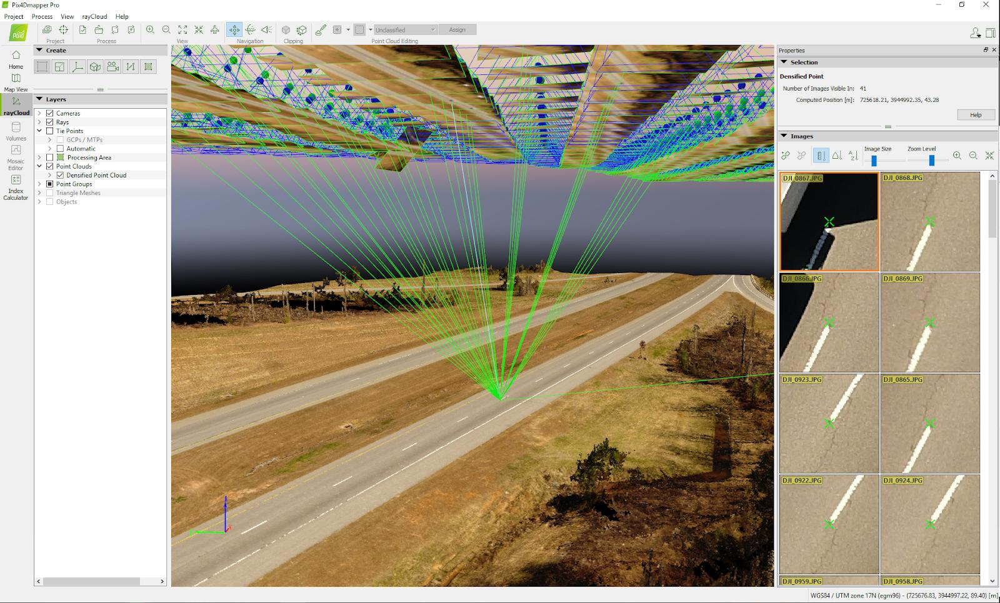 Pix4Dmapper Pro
Project Process View rayCloud Help
Pix4D
Unclassified Assign
Project Process View Navigation Clipping Point Cloud Editing
Home
Map View
rayCloud
Volumes
Mosaic
Editor
Index
Calculator
Create
Layers
Cameras
Rays
Tie Points
GCPs / MTPs
Automatic
Processing Area
Point Clouds
Densified Point Cloud
Point Groups
Triangle Meshes
Objects
Properties
Selection
Densified Point
Number of Images Visible In: 41
Computed Position [m]: 725618.21, 3944992.35, 43.28
Help
Images
Image Size Zoom Level
DJI_0867.JPG DJI_0868.JPG
DJI_0866.JPG DJI_0869.JPG
DJI_0923.JPG DJI_0865.JPG
DJI_0922.JPG DJI_0924.JPG
DJI_0959.JPG DJI_0958.JPG
WGS84 / UTM zone 17N (egm96) - (725676.83, 3944997.22, 89.40) [m]